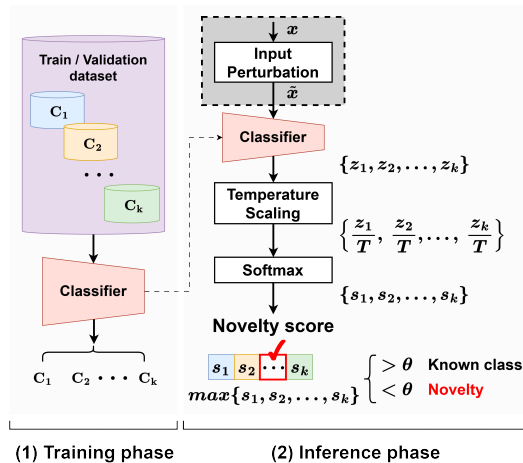 Train / Validation
dataset
C₁
C₂
• • •
Cₖ
Classifier
C₁ C₂ • • • Cₖ
(1) Training phase
x
Input
Perturbation
x̃
Classifier
{z₁, z₂, . . . , zₖ}
Temperature
Scaling
{z₁/T, z₂/T, . . . , zₖ/T}
Softmax
{s₁, s₂, . . . , sₖ}
Novelty score
s₁ s₂ ··· sₖ
max{s₁, s₂, . . . , sₖ}
> θ Known class
< θ Novelty
(2) Inference phase